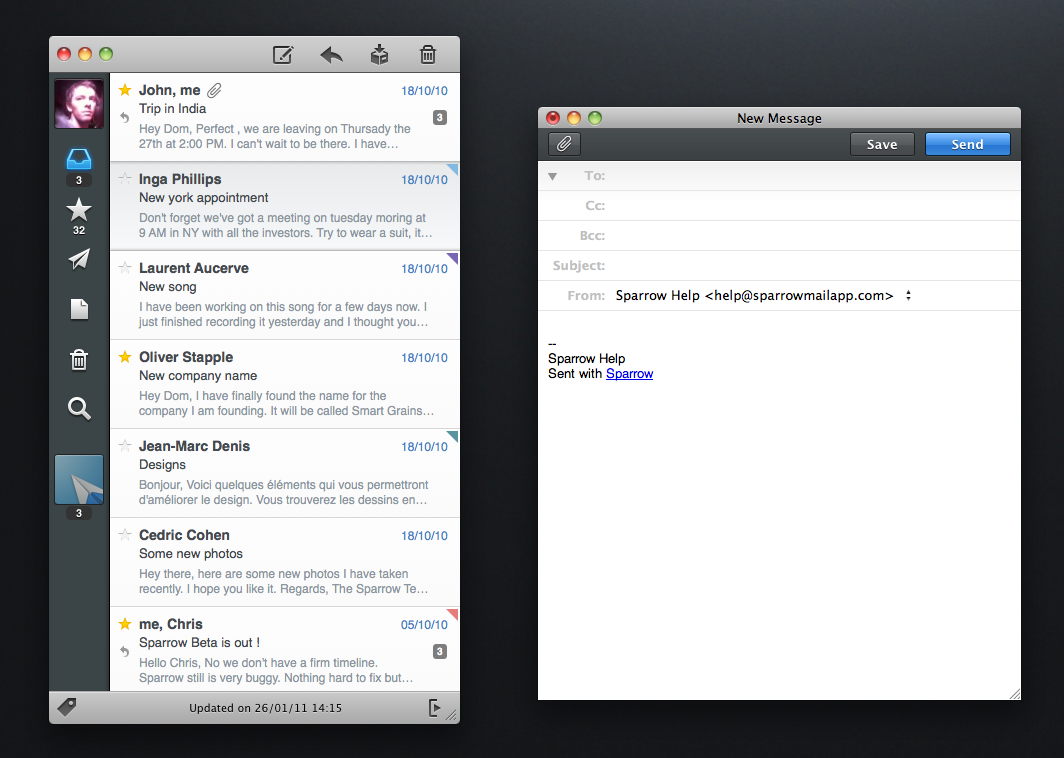 John, me
18/10/10
Trip in India
3
Hey Dom, Perfect , we are leaving on Thursady the
27th at 2:00 PM. I can't wait to be there. I have…
3
Inga Phillips
18/10/10
New york appointment
Don't forget we've got a meeting on tuesday moring at
9 AM in NY with all the investors. Try to wear a suit, it…
32
Laurent Aucerve
18/10/10
New song
I have been working on this song for a few days now. I
just finished recording it yesterday and I thought you…
Oliver Stapple
18/10/10
New company name
Hey Dom, I have finally found the name for the
company I am founding. It will be called Smart Grains…
Jean-Marc Denis
18/10/10
Designs
Bonjour, Voici quelques éléments qui vous permettront
d'améliorer le design. Vous trouverez les dessins en…
3
Cedric Cohen
18/10/10
Some new photos
Hey there, here are some new photos I have taken
recently. I hope you like it. Regards, The Sparrow Te…
me, Chris
05/10/10
Sparrow Beta is out !
3
Hello Chris, No we don't have a firm timeline.
Sparrow still is very buggy. Nothing hard to fix but…
Updated on 26/01/11 14:15
New Message
Save
Send
To:
Cc:
Bcc:
Subject:
From: Sparrow Help <help@sparrowmailapp.com>
--
Sparrow Help
Sent with Sparrow